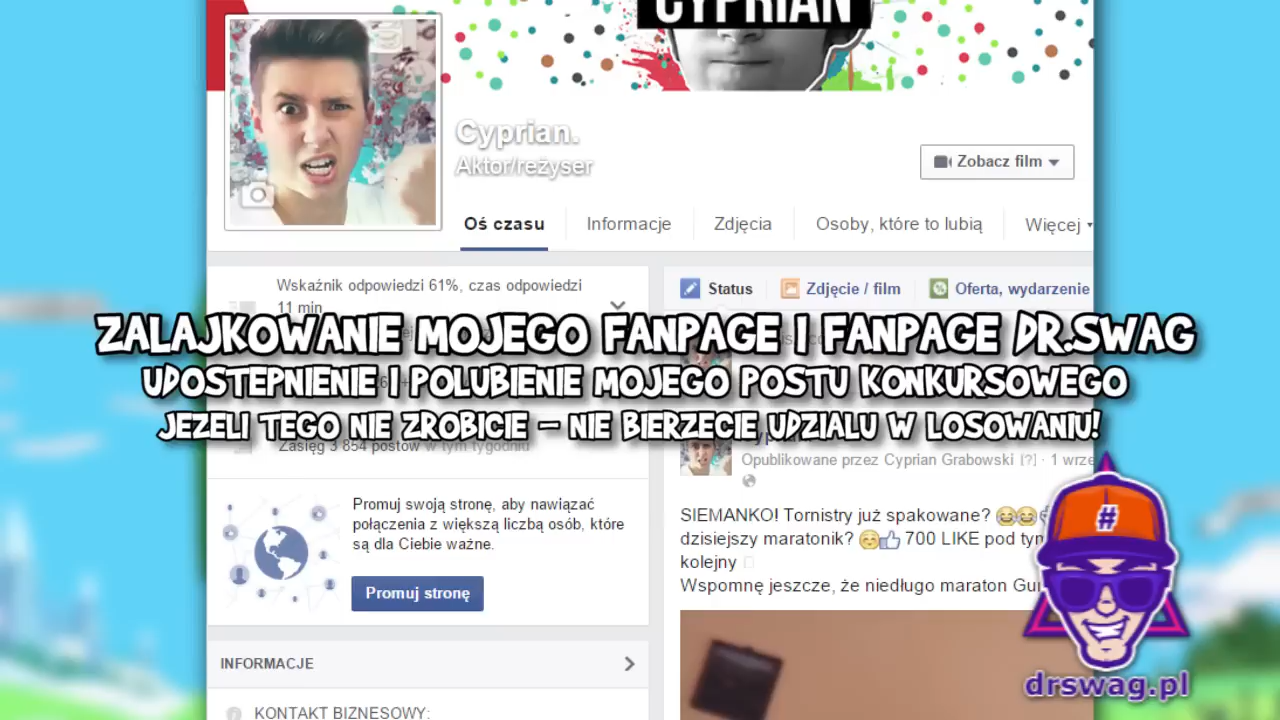 CYPRIAN
Cyprian.
Aktor/reżyser
Zobacz film
Oś czasu
Informacje
Zdjęcia
Osoby, które to lubią
Więcej
Wskaźnik odpowiedzi 61%, czas odpowiedzi
11 min
Status
Zdjęcie / film
Oferta, wydarzenie
ZALAJKOWANIE MOJEGO FANPAGE I FANPAGE DR.SWAG
UDOSTEPNIENIE I POLUBIENIE MOJEGO POSTU KONKURSOWEGO
JEZELI TEGO NIE ZROBICIE - NIE BIERZECIE UDZIALU W LOSOWANIU!
Zasięg 3 854 postów w tym tygodniu
Opublikowane przez Cyprian Grabowski [?] · 1 wrze
Promuj swoją stronę, aby nawiązać
połączenia z większą liczbą osób, które
są dla Ciebie ważne.
Promuj stronę
SIEMANKO! Tornistry już spakowane? 😂😂
dzisiejszy maratonik? 😊👍 700 LIKE pod tym
kolejny
Wspomnę jeszcze, że niedługo maraton Gu
#
drswag.pl
INFORMACJE
KONTAKT BIZNESOWY: